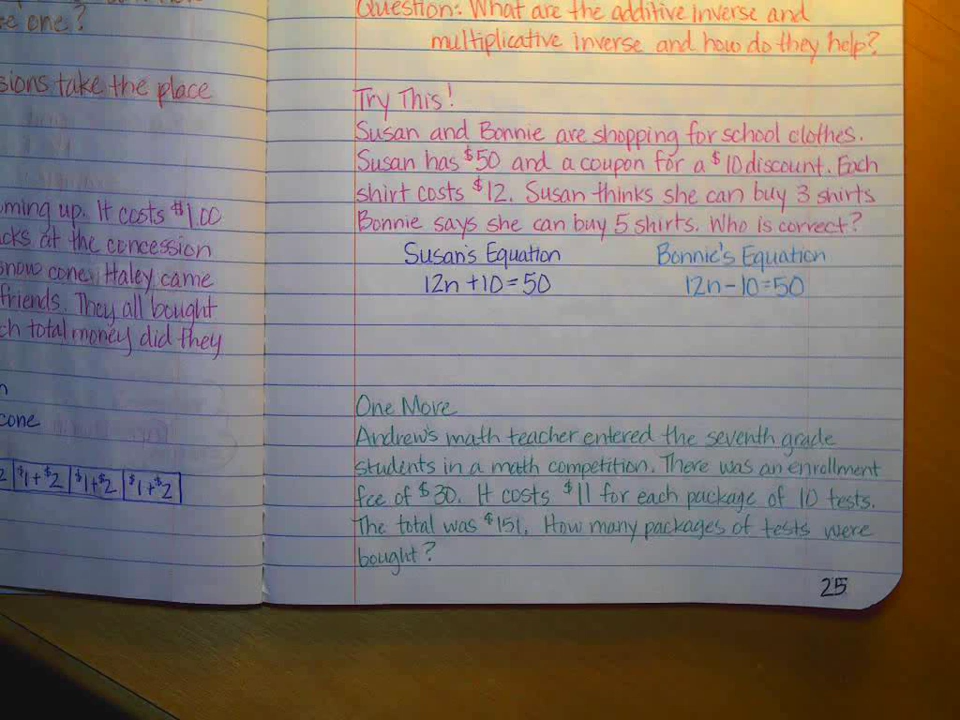 se one?
sions take the place
ming up. It costs $1.00
cks at the concession
snow cone. Haley came
friends. They all bought
ch total money did they
n
cone
2 $1+$2 $1+$2 $1+$2
Question: What are the additive inverse and
multiplicative inverse and how do they help?
Try This!
Susan and Bonnie are shopping for school clothes.
Susan has $50 and a coupon for a $10 discount. Each
shirt costs $12. Susan thinks she can buy 3 shirts
Bonnie says she can buy 5 shirts. Who is correct?
Susan's Equation Bonnie's Equation
12n + 10 = 50 12n - 10 = 50
One More
Andrew's math teacher entered the seventh grade
students in a math competition. There was an enrollment
fee of $30. It costs $11 for each package of 10 tests.
The total was $151. How many packages of tests were
bought?
25